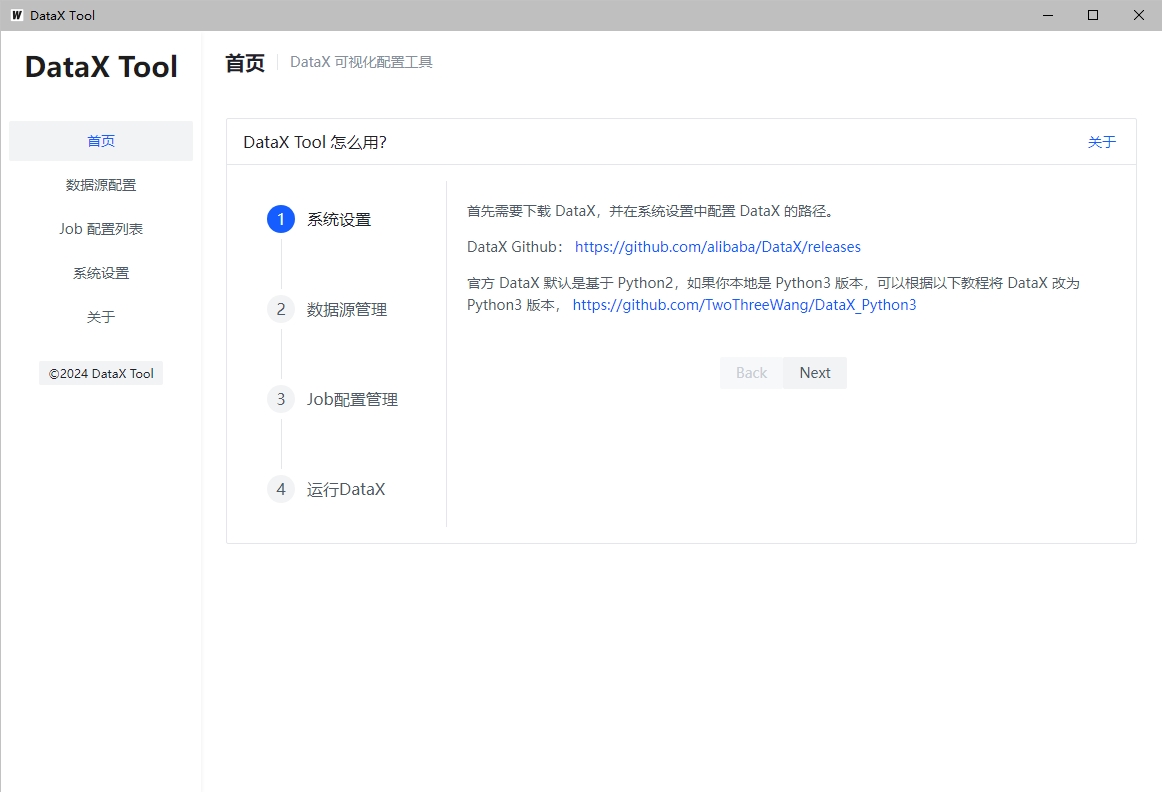 W DataX Tool
DataX Tool
首页
数据源配置
Job 配置列表
系统设置
关于
©2024 DataX Tool
首页 DataX 可视化配置工具
DataX Tool 怎么用?
关于
1 系统设置
2 数据源管理
3 Job配置管理
4 运行DataX
首先需要下载 DataX，并在系统设置中配置 DataX 的路径。
DataX Github： https://github.com/alibaba/DataX/releases
官方 DataX 默认是基于 Python2，如果你本地是 Python3 版本，可以根据以下教程将 DataX 改为
Python3 版本， https://github.com/TwoThreeWang/DataX_Python3
Back Next